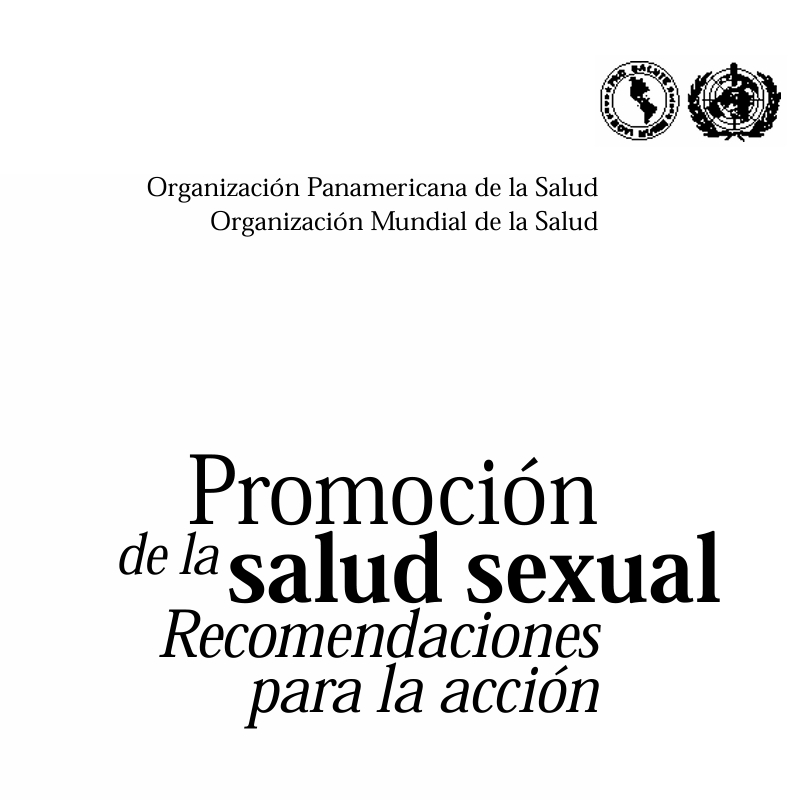 Organización Panamericana de la Salud
Organización Mundial de la Salud
Promoción
de la salud sexual
Recomendaciones
para la acción